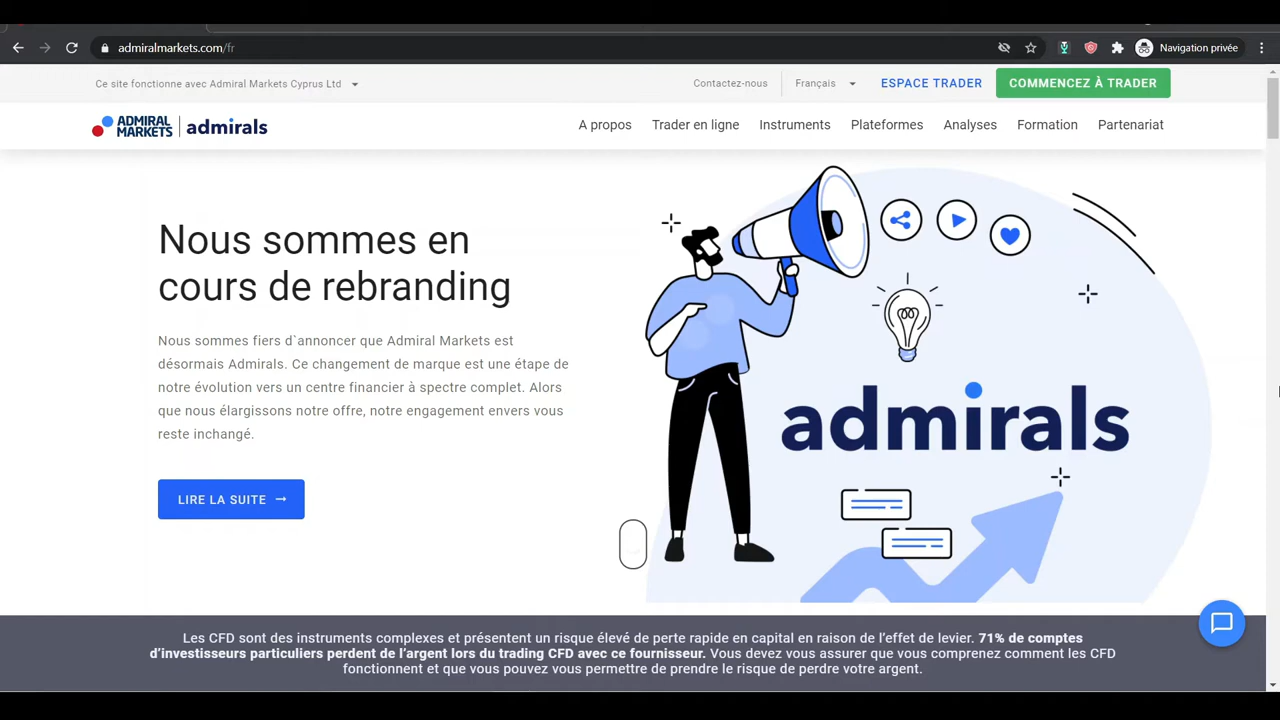 admiralmarkets.com/fr
Navigation privée
Ce site fonctionne avec Admiral Markets Cyprus Ltd
Contactez-nous
Français
ESPACE TRADER
COMMENCEZ À TRADER
ADMIRAL
MARKETS
admirals
A propos
Trader en ligne
Instruments
Plateformes
Analyses
Formation
Partenariat
Nous sommes en
cours de rebranding
Nous sommes fiers d`annoncer que Admiral Markets est
désormais Admirals. Ce changement de marque est une étape de
notre évolution vers un centre financier à spectre complet. Alors
que nous élargissons notre offre, notre engagement envers vous
reste inchangé.
LIRE LA SUITE →
admirals
Les CFD sont des instruments complexes et présentent un risque élevé de perte rapide en capital en raison de l’effet de levier. 71% de comptes
d’investisseurs particuliers perdent de l’argent lors du trading CFD avec ce fournisseur. Vous devez vous assurer que vous comprenez comment les CFD
fonctionnent et que vous pouvez vous permettre de prendre le risque de perdre votre argent.